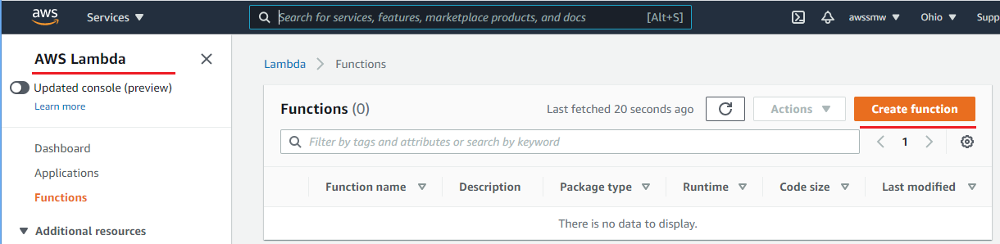 aws Services Search for services, features, marketplace products, and docs [Alt+S] awssmw Ohio Supp
AWS Lambda
Updated console (preview)
Learn more
Dashboard
Applications
Functions
Additional resources
Lambda Functions
Functions (0) Last fetched 20 seconds ago Actions Create function
Filter by tags and attributes or search by keyword 1
Function name Description Package type Runtime Code size Last modified
There is no data to display.